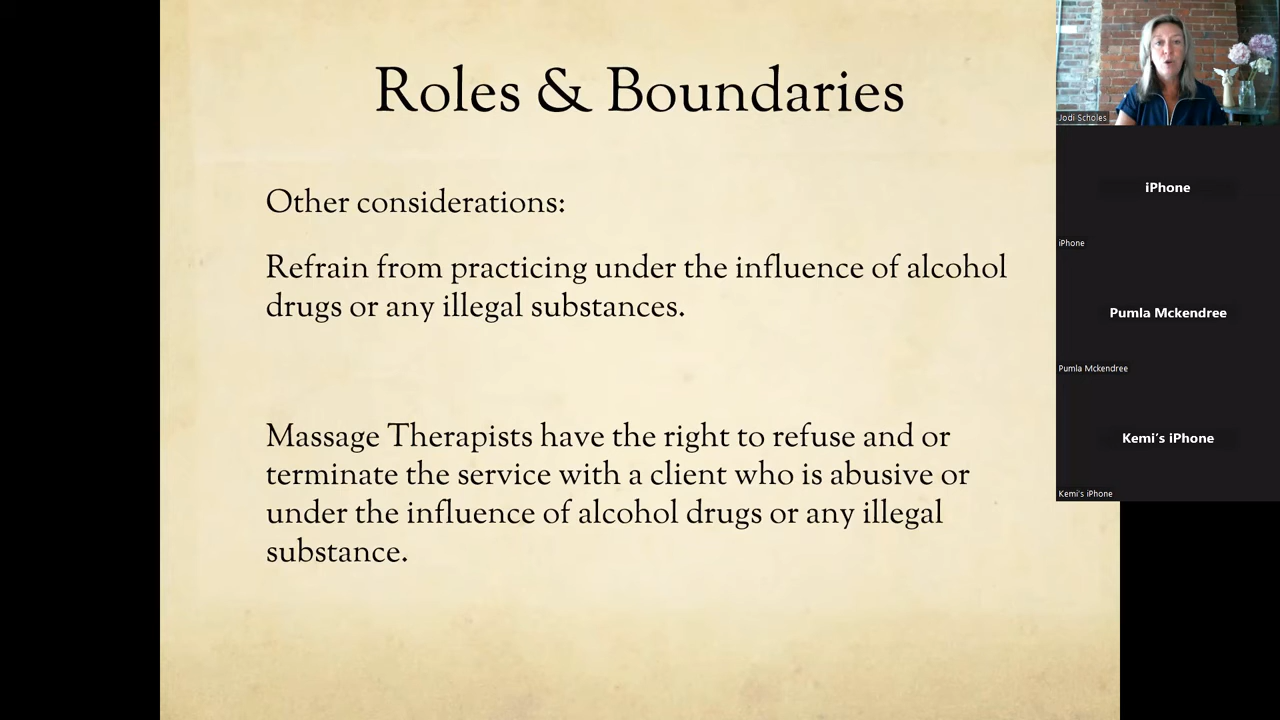 Roles & Boundaries
Other considerations:
Refrain from practicing under the influence of alcohol
drugs or any illegal substances.
Massage Therapists have the right to refuse and or
terminate the service with a client who is abusive or
under the influence of alcohol drugs or any illegal
substance.
Jodi Scholes
iPhone
iPhone
Pumla Mckendree
Pumla Mckendree
Kemi's iPhone
Kemi's iPhone